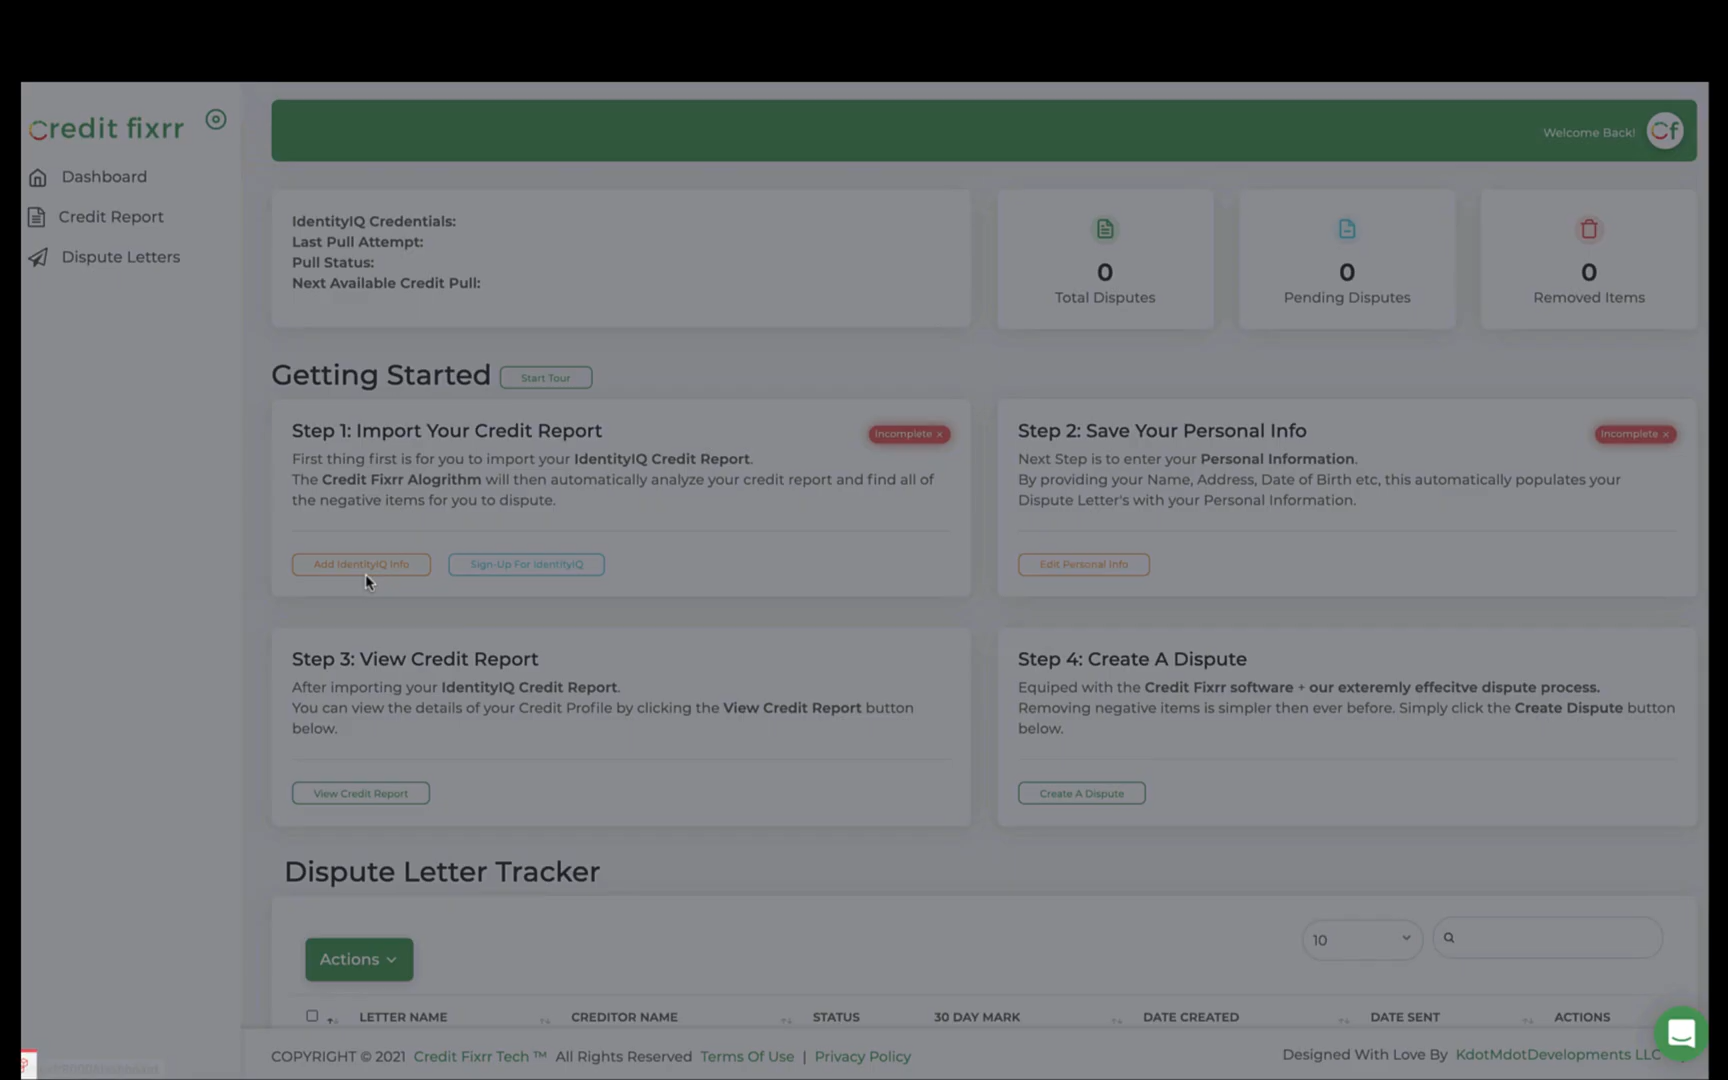 credit fixrr
Dashboard
Credit Report
Dispute Letters
Welcome Back!
Cf
IdentityIQ Credentials:
Last Pull Attempt:
Pull Status:
Next Available Credit Pull:
0
Total Disputes
0
Pending Disputes
0
Removed Items
Getting Started
Start Tour
Step 1: Import Your Credit Report
Incomplete ×
First thing first is for you to import your IdentityIQ Credit Report.
The Credit Fixrr Alogrithm will then automatically analyze your credit report and find all of
the negative items for you to dispute.
Add IdentityIQ Info
Sign-Up For IdentityIQ
Step 2: Save Your Personal Info
Incomplete ×
Next Step is to enter your Personal Information.
By providing your Name, Address, Date of Birth etc, this automatically populates your
Dispute Letter's with your Personal Information.
Edit Personal Info
Step 3: View Credit Report
After importing your IdentityIQ Credit Report.
You can view the details of your Credit Profile by clicking the View Credit Report button
below.
View Credit Report
Step 4: Create A Dispute
Equiped with the Credit Fixrr software + our exteremly effecitve dispute process.
Removing negative items is simpler then ever before. Simply click the Create Dispute button
below.
Create A Dispute
Dispute Letter Tracker
Actions
10
LETTER NAME CREDITOR NAME STATUS 30 DAY MARK DATE CREATED DATE SENT ACTIONS
COPYRIGHT © 2021 Credit Fixrr Tech ™ All Rights Reserved Terms Of Use | Privacy Policy
Designed With Love By KdotMdotDevelopments LLC